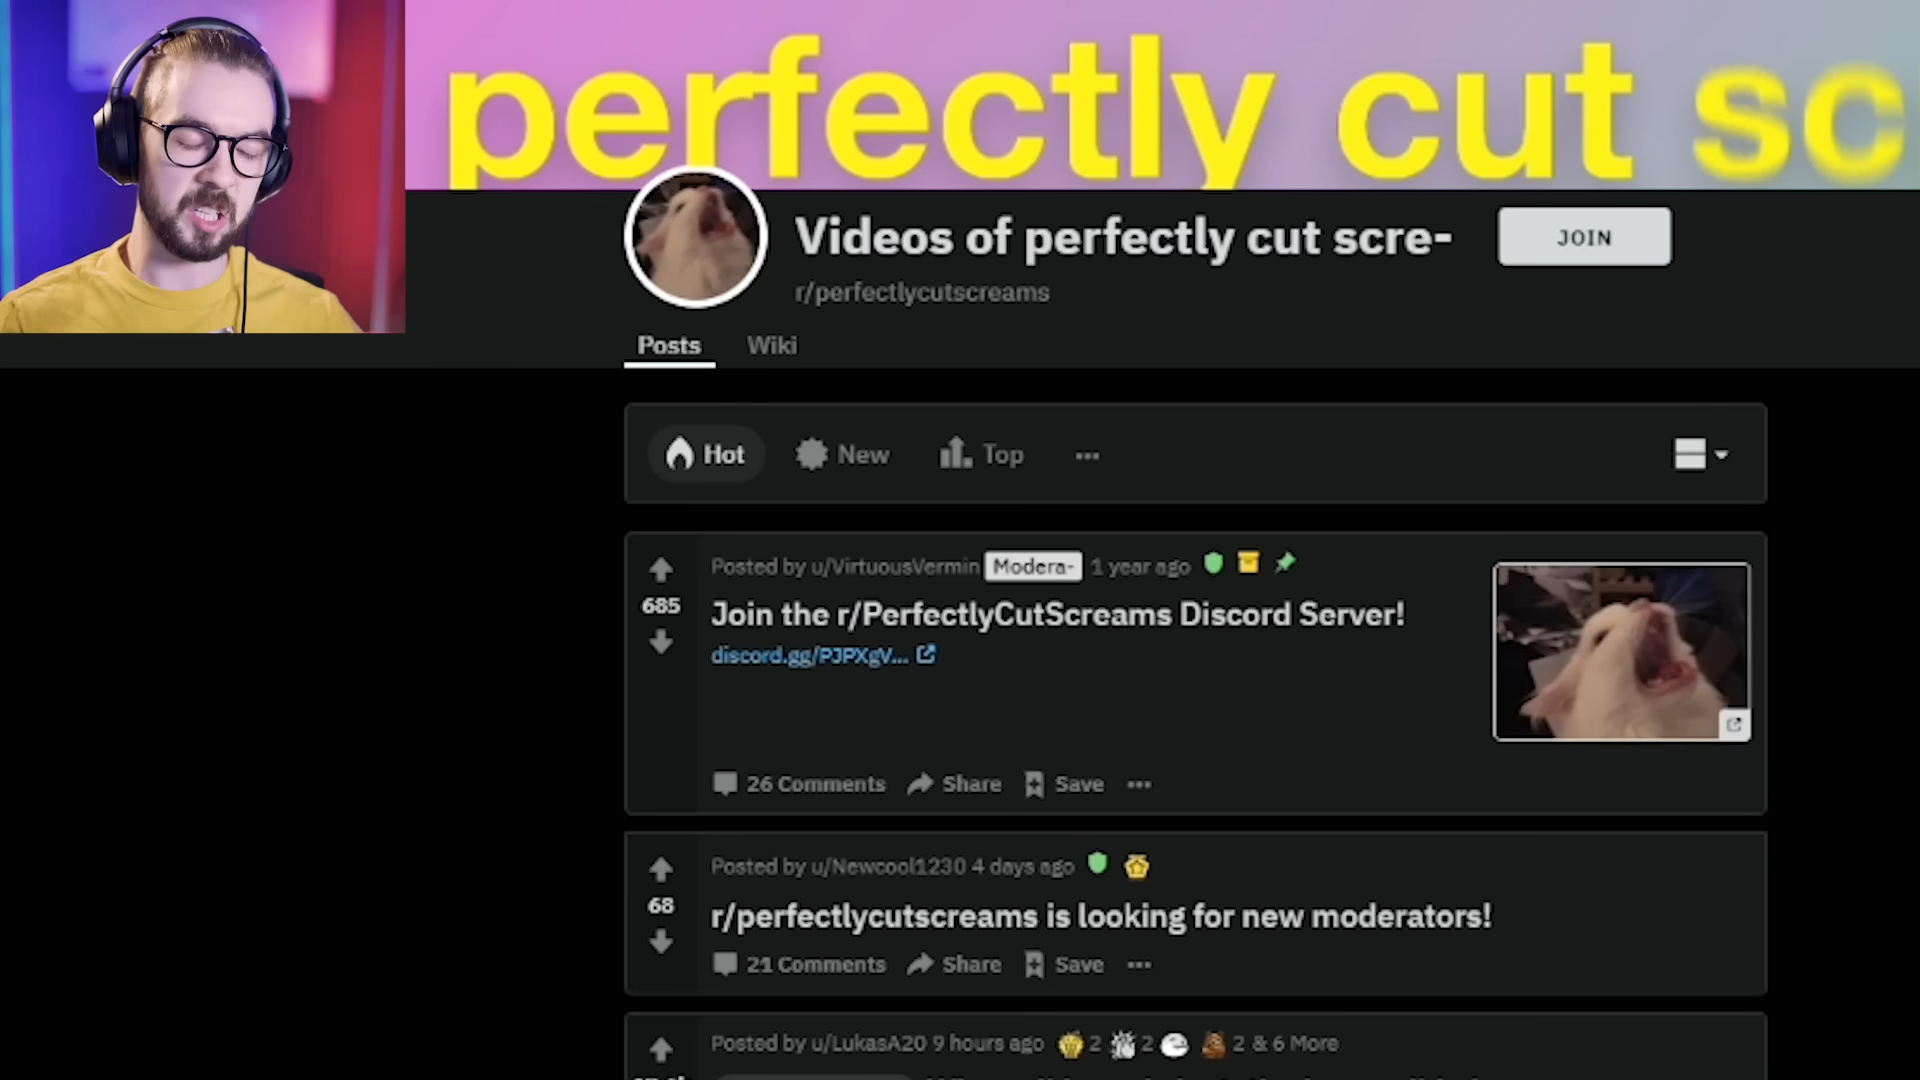 perfectly cut sc
Videos of perfectly cut scre-
JOIN
r/perfectlycutscreams
Posts Wiki
Hot New Top ...
Posted by u/VirtuousVermin Modera- 1 year ago
685
Join the r/PerfectlyCutScreams Discord Server!
discord.gg/PJPXgV...
26 Comments Share Save ...
Posted by u/Newcool1230 4 days ago
68
r/perfectlycutscreams is looking for new moderators!
21 Comments Share Save ...
Posted by u/LukasA20 9 hours ago 2 2 2 & 6 More